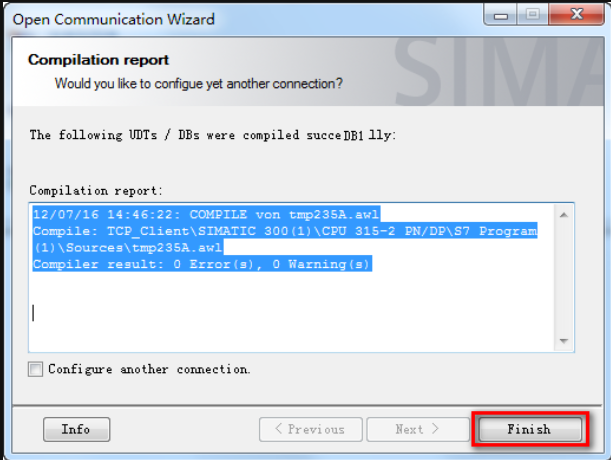 Open Communication Wizard
Compilation report
Would you like to configue yet another connection?
SIMA
The following UDTs / DBs were compiled succeDB1 lly:
Compilation report:
12/07/16 14:46:22: COMPILE von tmp235A.awl
Compile: TCP_Client\SIMATIC 300(1)\CPU 315-2 PN/DP\S7 Program
(1)\Sources\tmp235A.awl
Compiler result: 0 Error(s), 0 Warning(s)
Configure another connection.
Info
< Previous
Next >
Finish